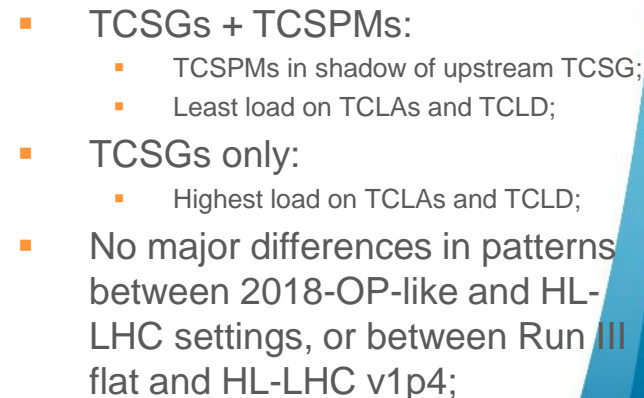 ▪ TCSGs + TCSPMs:
▪ TCSPMs in shadow of upstream TCSG;
▪ Least load on TCLAs and TCLD;
▪ TCSGs only:
▪ Highest load on TCLAs and TCLD;
▪ No major differences in patterns
between 2018-OP-like and HL-
LHC settings, or between Run III
flat and HL-LHC v1p4;